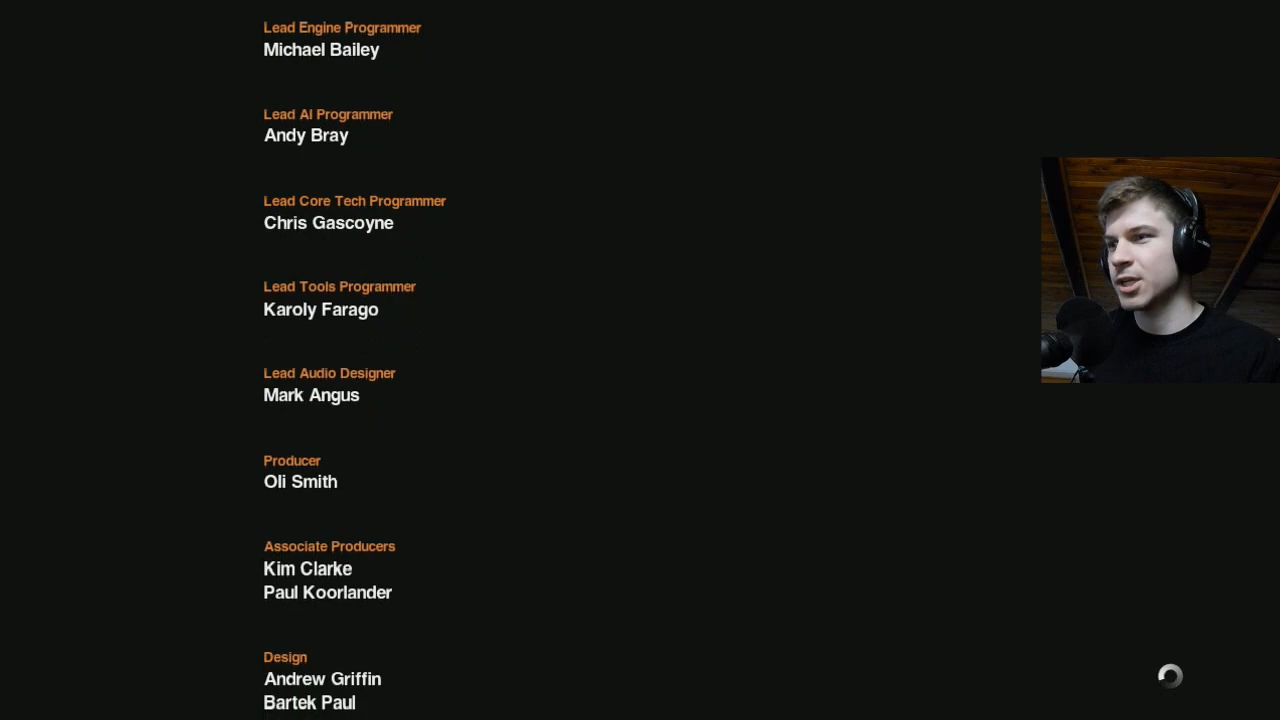 Lead Engine Programmer
Michael Bailey
Lead AI Programmer
Andy Bray
Lead Core Tech Programmer
Chris Gascoyne
Lead Tools Programmer
Karoly Farago
Lead Audio Designer
Mark Angus
Producer
Oli Smith
Associate Producers
Kim Clarke
Paul Koorlander
Design
Andrew Griffin
Bartek Paul